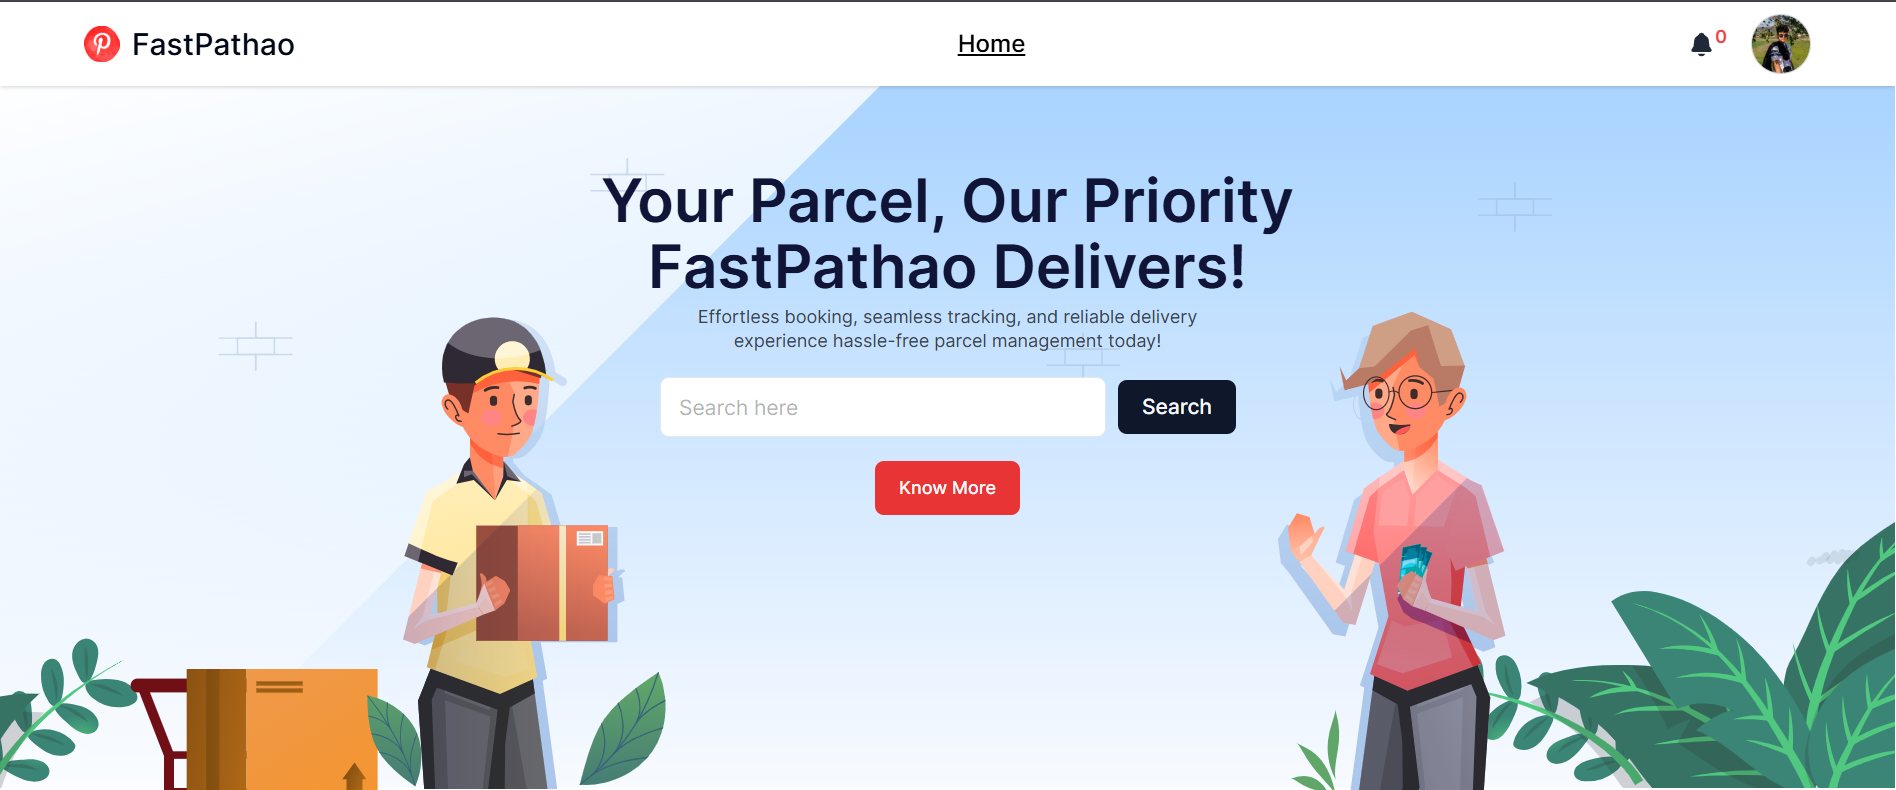 FastPathao
Home
0
Your Parcel, Our Priority
FastPathao Delivers!
Effortless booking, seamless tracking, and reliable delivery
experience hassle-free parcel management today!
Search here
Search
Know More